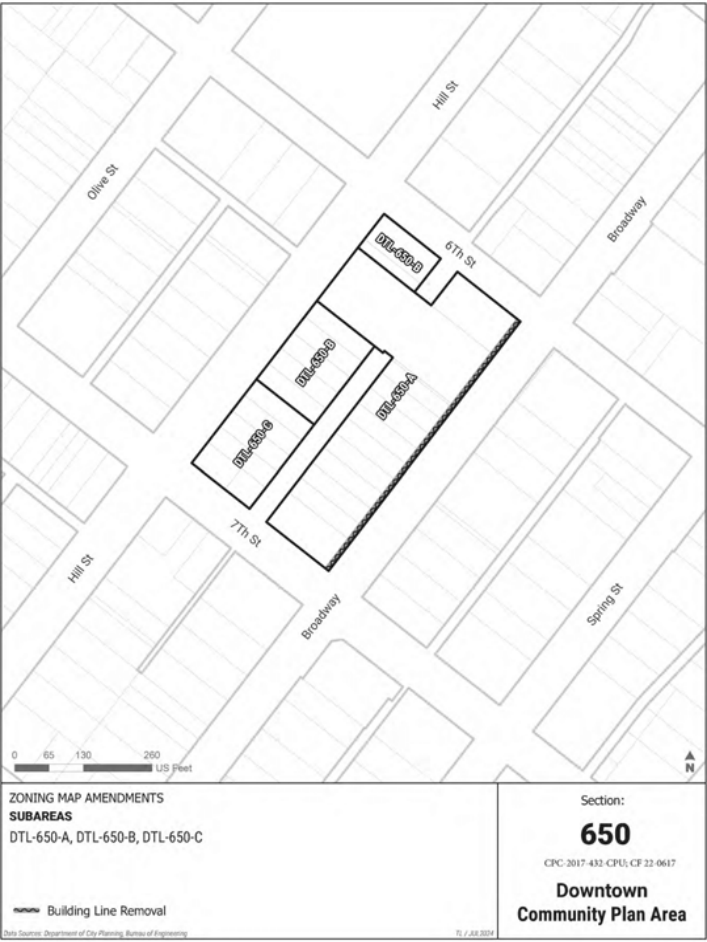 Hill St
Olive St
Broadway
6Th St
DTL-650-B
DTL-650-B
DTL-650-A
DTL-650-C
7Th St
Hill St
Broadway
Spring St
0 65 130 260
US Feet
N
ZONING MAP AMENDMENTS
SUBAREAS
DTL-650-A, DTL-650-B, DTL-650-C
Building Line Removal
Data Sources: Department of City Planning, Bureau of Engineering
TL / JUL 2024
Section:
650
CPC-2017-432-CPU; CF 22-0617
Downtown
Community Plan Area